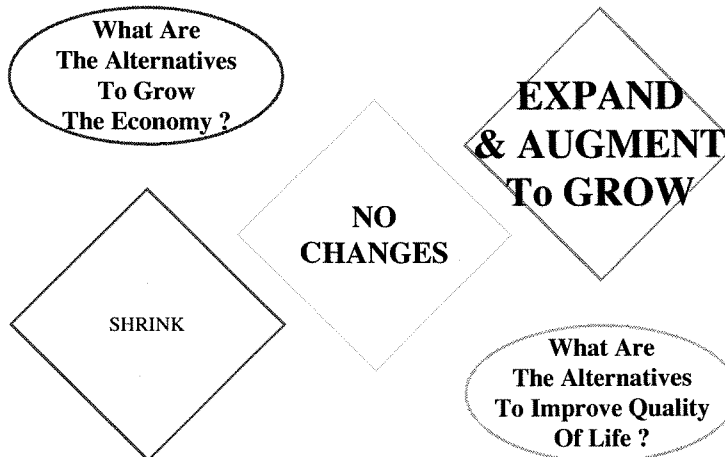 What Are
The Alternatives
To Grow
The Economy ?
EXPAND
& AUGMENT
To GROW
NO
CHANGES
SHRINK
What Are
The Alternatives
To Improve Quality
Of Life ?